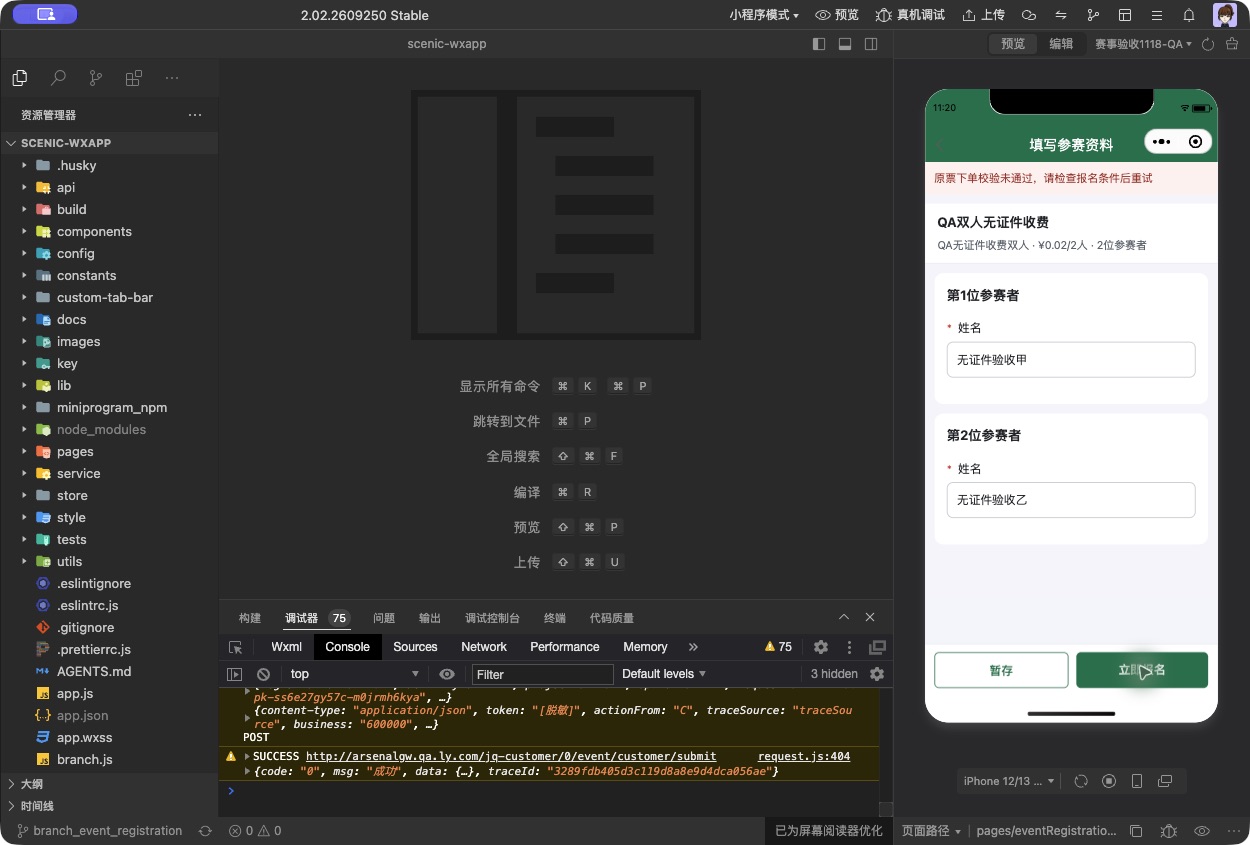 2.02.2609250 Stable
小程序模式
预览
真机调试
上传
scenic-wxapp
预览
编辑
赛事验收1118-QA
资源管理器
SCENIC-WXAPP
.husky
api
build
components
config
constants
custom-tab-bar
docs
images
key
lib
miniprogram_npm
node_modules
pages
service
store
style
tests
utils
.eslintignore
.eslintrc.js
.gitignore
.prettierrc.js
AGENTS.md
app.js
app.json
app.wxss
branch.js
大纲
时间线
branch_event_registration
0
0
显示所有命令 ⌘ K ⌘ P
跳转到文件 ⌘ P
全局搜索 ⇧ ⌘ F
编译 ⌘ R
预览 ⇧ ⌘ P
上传 ⇧ ⌘ U
构建
调试器 75
问题
输出
调试控制台
终端
代码质量
Wxml
Console
Sources
Network
Performance
Memory
75
top
Filter
Default levels
3 hidden
pk-ss6e27gy57c-m0jrmh6kya", …}
{content-type: "application/json", token: "[脱敏]", actionFrom: "C", traceSource: "traceSou
rce", business: "600000", …}
POST
SUCCESS http://arsenalgw.qa.ly.com/jq-customer/0/event/customer/submit request.js:404
{code: "0", msg: "成功", data: {…}, traceId: "3289fdb405d3c119d8a8e9d4dca056ae"}
已为屏幕阅读器优化
11:20
填写参赛资料
原票下单校验未通过，请检查报名条件后重试
QA双人无证件收费
QA无证件收费双人 · ¥0.02/2人 · 2位参赛者
第1位参赛者
* 姓名
无证件验收甲
第2位参赛者
* 姓名
无证件验收乙
暂存
立即报名
iPhone 12/13 ...
页面路径
pages/eventRegistratio...